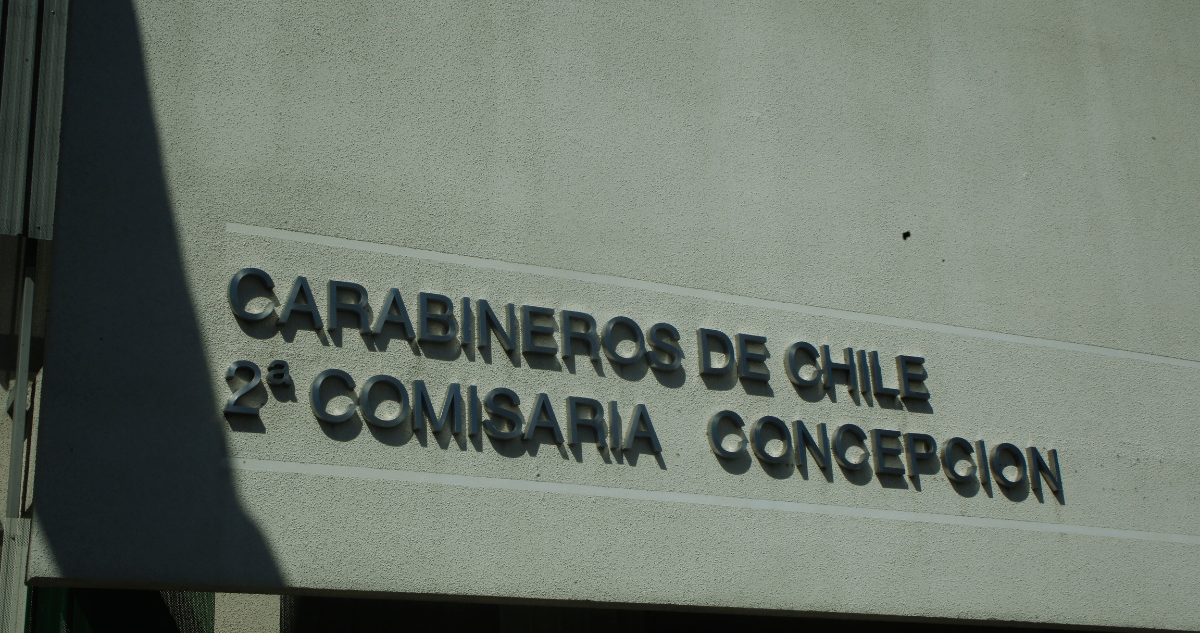 CARABINEROS DE CHILE
2ª COMISARIA CONCEPCION